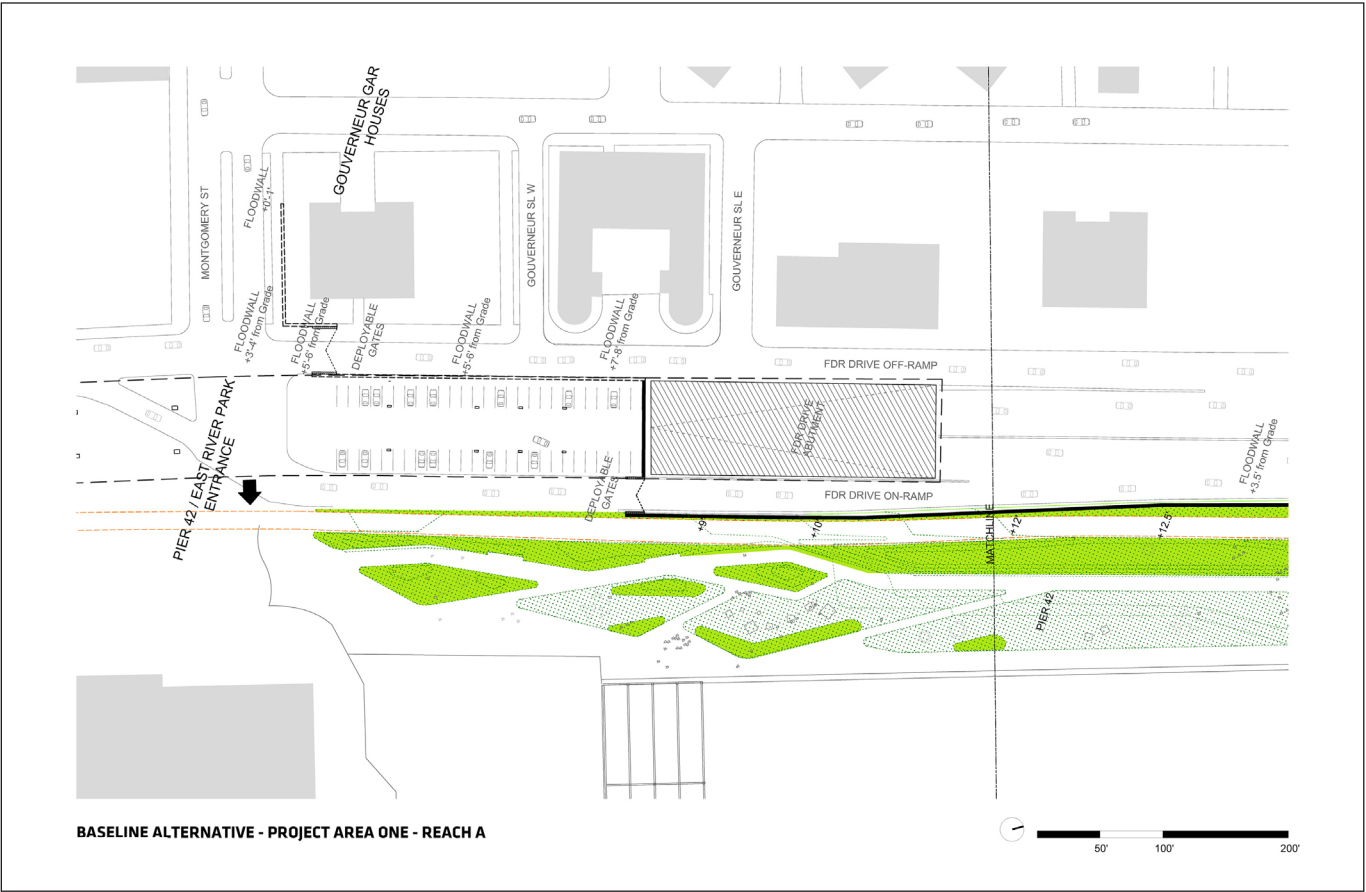 GOUVERNEUR GAR
HOUSES
MONTGOMERY ST
FLOODWALL
+0'-1'
GOUVERNEUR SL W
GOUVERNEUR SL E
FLOODWALL
+3'-4' from Grade
FLOODWALL
+5'-6' from Grade
DEPLOYABLE
GATES
FLOODWALL
+5'-6' from Grade
FLOODWALL
+7'-8' from Grade
FDR DRIVE OFF-RAMP
FDR DRIVE
ABUTMENT
PIER 42 / EAST RIVER PARK
ENTRANCE
DEPLOYABLE
GATES
FDR DRIVE ON-RAMP
FLOODWALL
+3.5' from Grade
+9'
+10'
MATCHLINE
+12'
+12.5'
PIER 42
BASELINE ALTERNATIVE - PROJECT AREA ONE - REACH A
50' 100' 200'